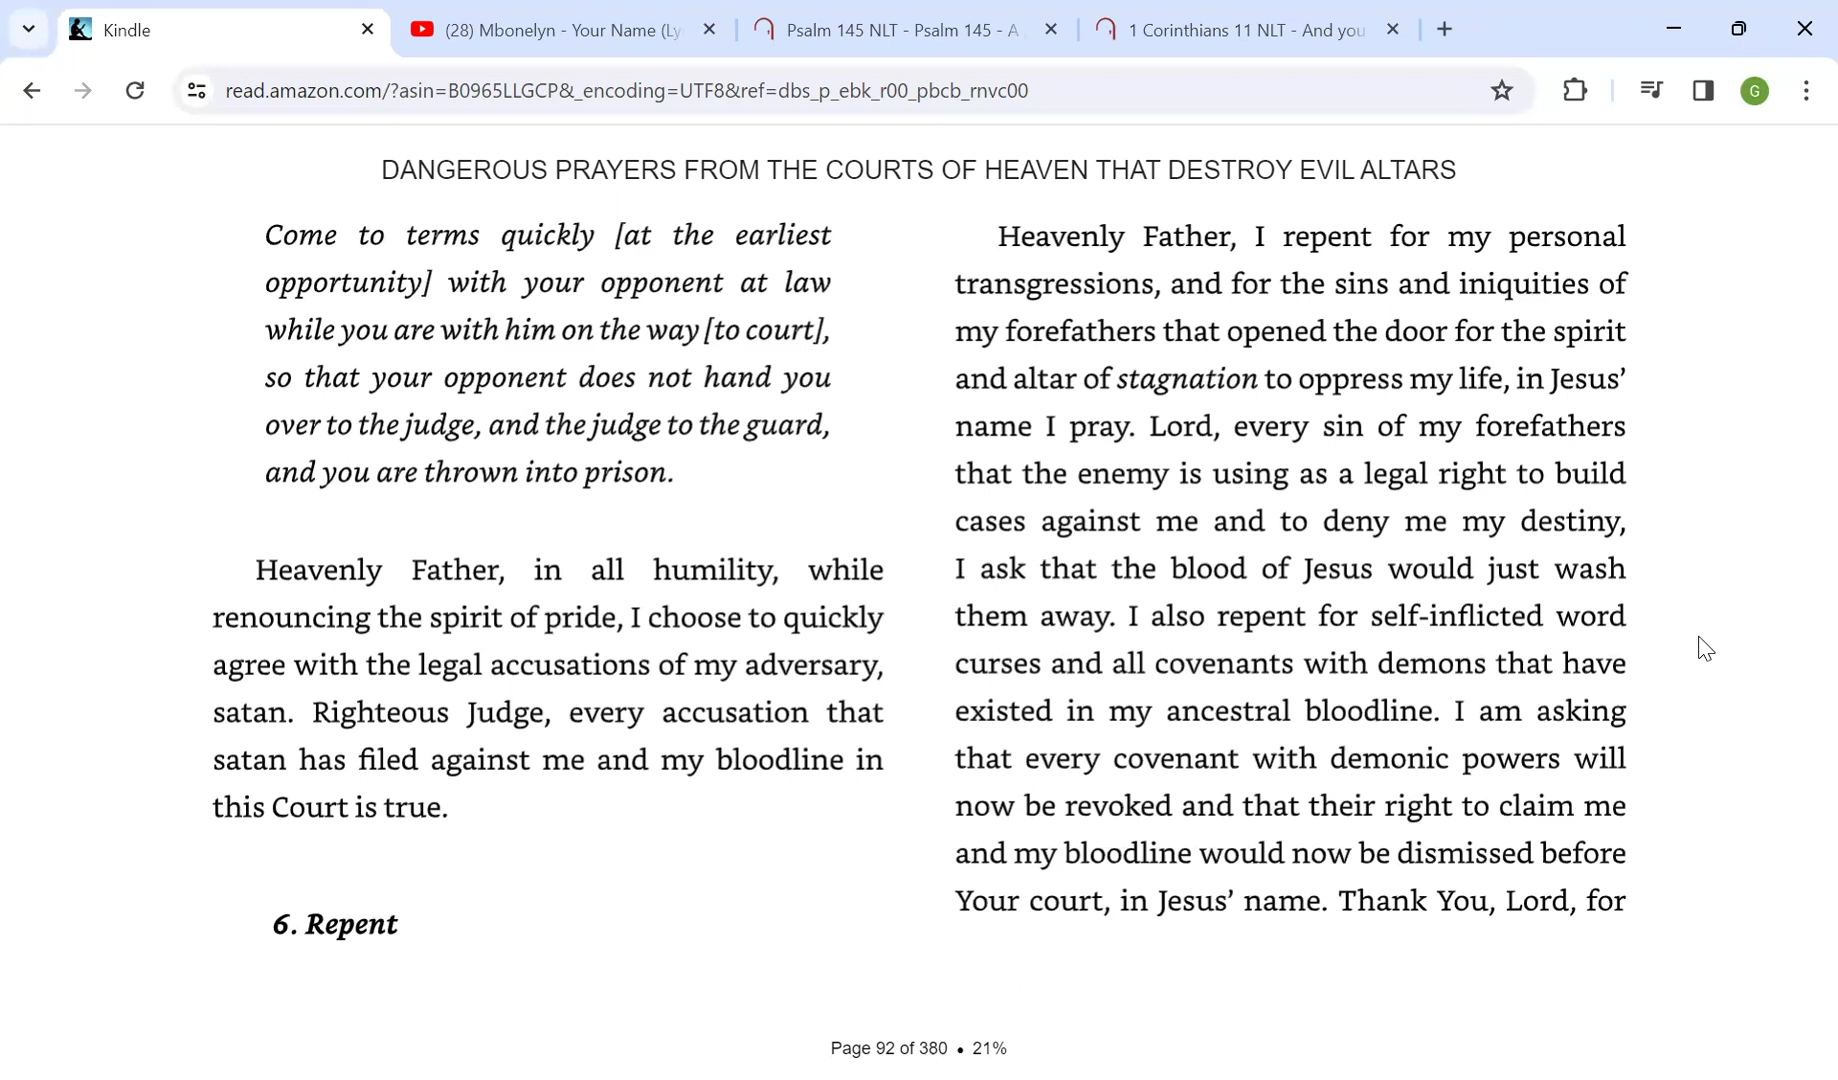 Kindle
(28) Mbonelyn - Your Name (Ly
Psalm 145 NLT - Psalm 145 - A
1 Corinthians 11 NLT - And you
read.amazon.com/?asin=B0965LLGCP&_encoding=UTF8&ref=dbs_p_ebk_r00_pbcb_rnvc00
G
DANGEROUS PRAYERS FROM THE COURTS OF HEAVEN THAT DESTROY EVIL ALTARS
Come to terms quickly [at the earliest
opportunity] with your opponent at law
while you are with him on the way [to court],
so that your opponent does not hand you
over to the judge, and the judge to the guard,
and you are thrown into prison.
Heavenly Father, in all humility, while
renouncing the spirit of pride, I choose to quickly
agree with the legal accusations of my adversary,
satan. Righteous Judge, every accusation that
satan has filed against me and my bloodline in
this Court is true.
6. Repent
Heavenly Father, I repent for my personal
transgressions, and for the sins and iniquities of
my forefathers that opened the door for the spirit
and altar of stagnation to oppress my life, in Jesus’
name I pray. Lord, every sin of my forefathers
that the enemy is using as a legal right to build
cases against me and to deny me my destiny,
I ask that the blood of Jesus would just wash
them away. I also repent for self-inflicted word
curses and all covenants with demons that have
existed in my ancestral bloodline. I am asking
that every covenant with demonic powers will
now be revoked and that their right to claim me
and my bloodline would now be dismissed before
Your court, in Jesus’ name. Thank You, Lord, for
Page 92 of 380 • 21%